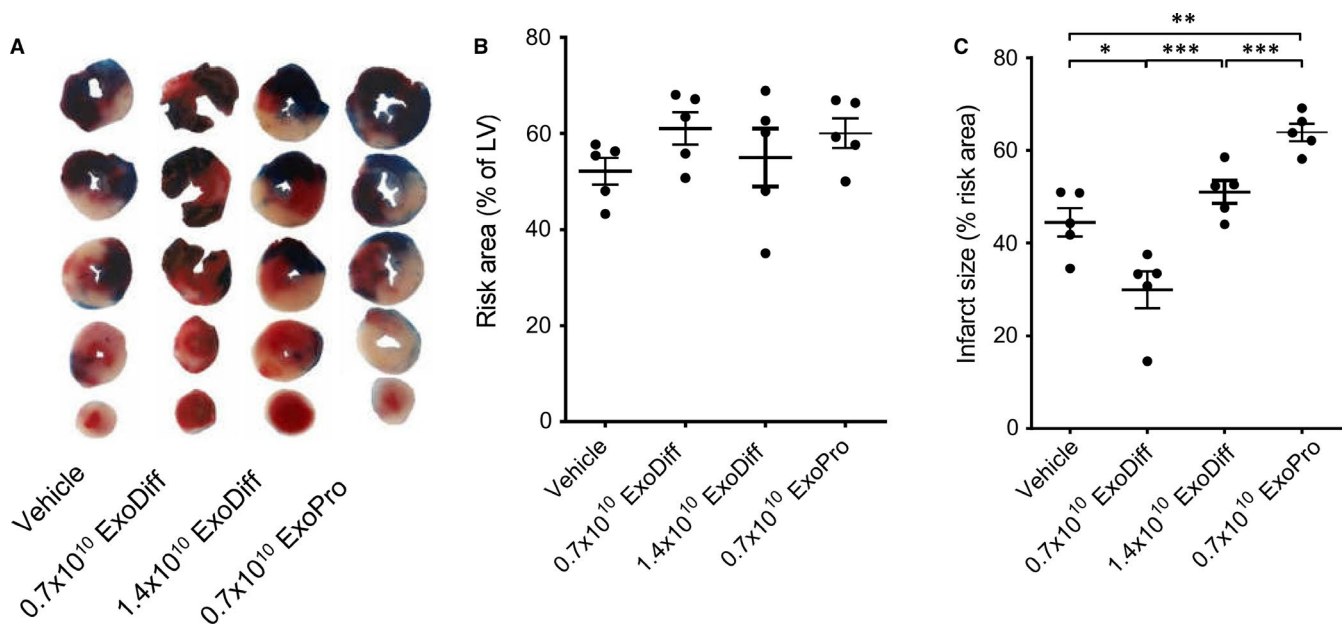 A
Vehicle
0.7x10¹⁰ ExoDiff
1.4x10¹⁰ ExoDiff
0.7x10¹⁰ ExoPro
B
Risk area (% of LV)
80
60
40
20
0
Vehicle
0.7x10¹⁰ ExoDiff
1.4x10¹⁰ ExoDiff
0.7x10¹⁰ ExoPro
C
**
* *** ***
Infarct size (% risk area)
80
60
40
20
0
Vehicle
0.7x10¹⁰ ExoDiff
1.4x10¹⁰ ExoDiff
0.7x10¹⁰ ExoPro